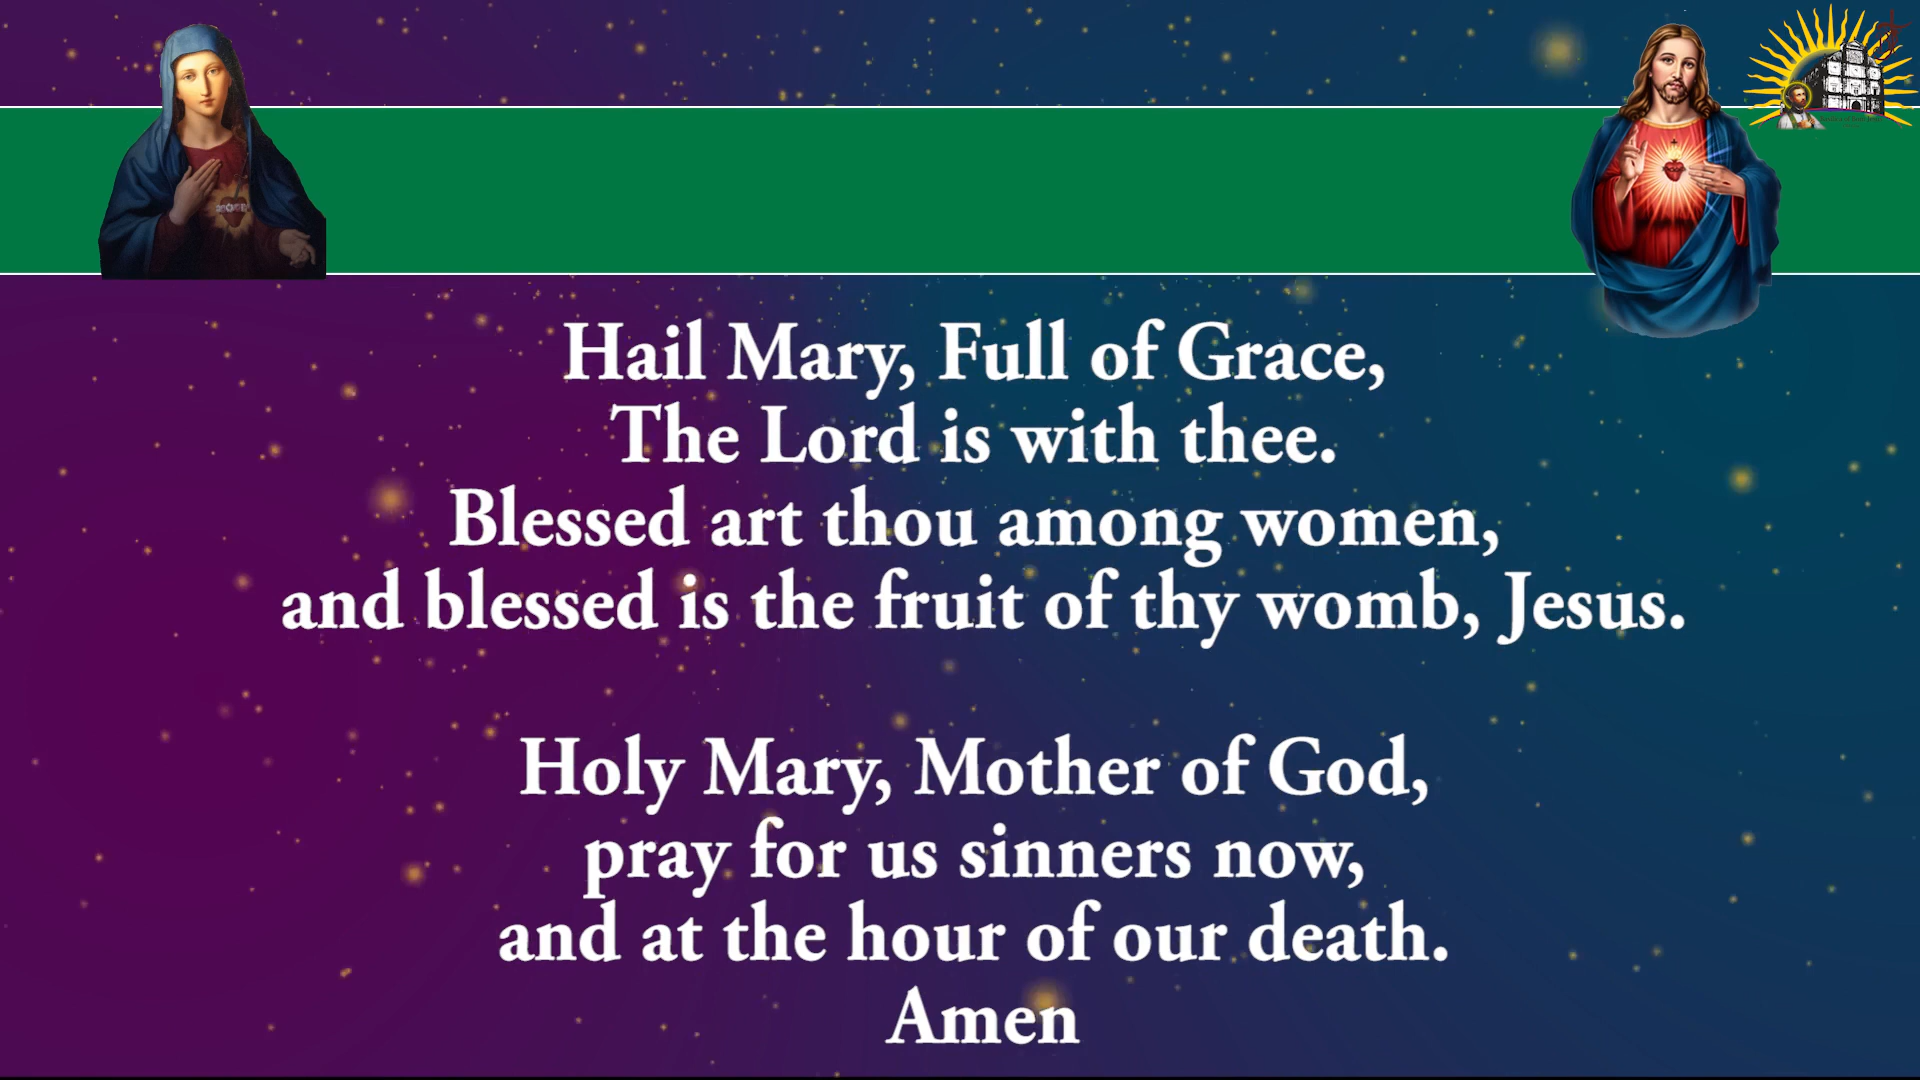 Hail Mary, Full of Grace,
The Lord is with thee.
Blessed art thou among women,
and blessed is the fruit of thy womb, Jesus.
Holy Mary, Mother of God,
pray for us sinners now,
and at the hour of our death.
Amen